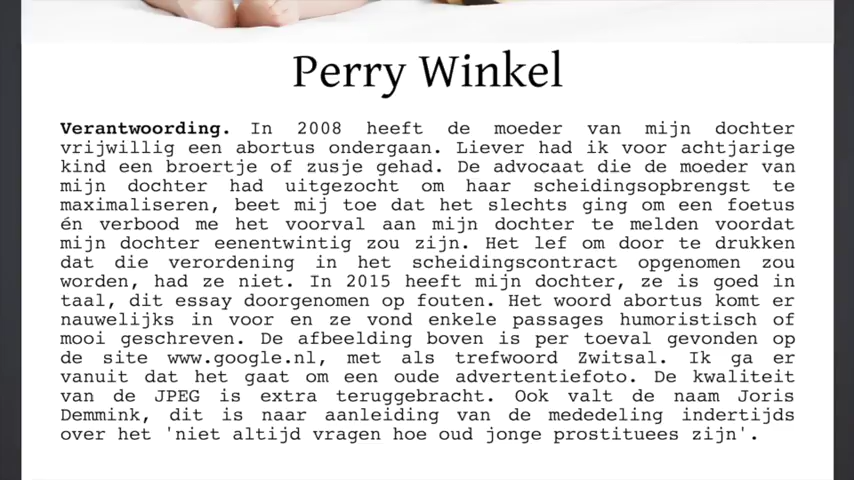 Perry Winkel
Verantwoording. In 2008 heeft de moeder van mijn dochter
vrijwillig een abortus ondergaan. Liever had ik voor achtjarige
kind een broertje of zusje gehad. De advocaat die de moeder van
mijn dochter had uitgezocht om haar scheidingsopbrengst te
maximaliseren, beet mij toe dat het slechts ging om een foetus
én verbood me het voorval aan mijn dochter te melden voordat
mijn dochter eenentwintig zou zijn. Het lef om door te drukken
dat die verordening in het scheidingscontract opgenomen zou
worden, had ze niet. In 2015 heeft mijn dochter, ze is goed in
taal, dit essay doorgenomen op fouten. Het woord abortus komt er
nauwelijks in voor en ze vond enkele passages humoristisch of
mooi geschreven. De afbeelding boven is per toeval gevonden op
de site www.google.nl, met als trefwoord Zwitsal. Ik ga er
vanuit dat het gaat om een oude advertentiefoto. De kwaliteit
van de JPEG is extra teruggebracht. Ook valt de naam Joris
Demmink, dit is naar aanleiding van de mededeling indertijds
over het 'niet altijd vragen hoe oud jonge prostituees zijn'.